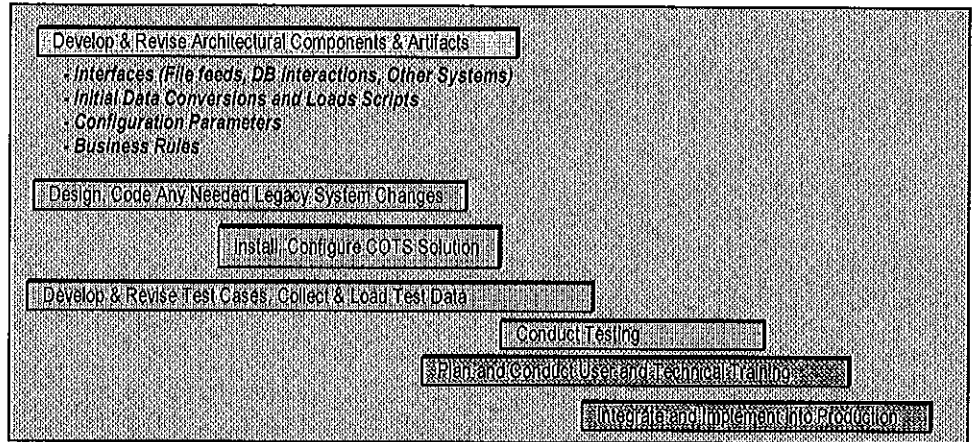 Develop & Revise Architectural Components & Artifacts
- Interfaces (File feeds, DB Interactions, Other Systems)
- Initial Data Conversions and Loads Scripts
- Configuration Parameters
- Business Rules
Design, Code Any Needed Legacy System Changes
Install, Configure COTS Solution
Develop & Revise Test Cases, Collect & Load Test Data
Conduct Testing
Plan and Conduct User and Technical Training
Integrate and Implement into Production